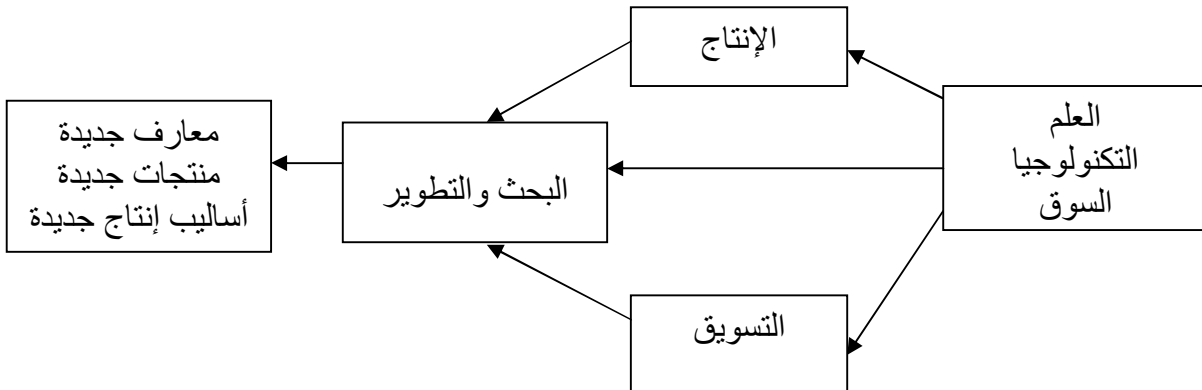 الإنتاج
العلم
التكنولوجيا
السوق
معارف جديدة
منتجات جديدة
أساليب إنتاج جديدة
البحث والتطوير
التسويق